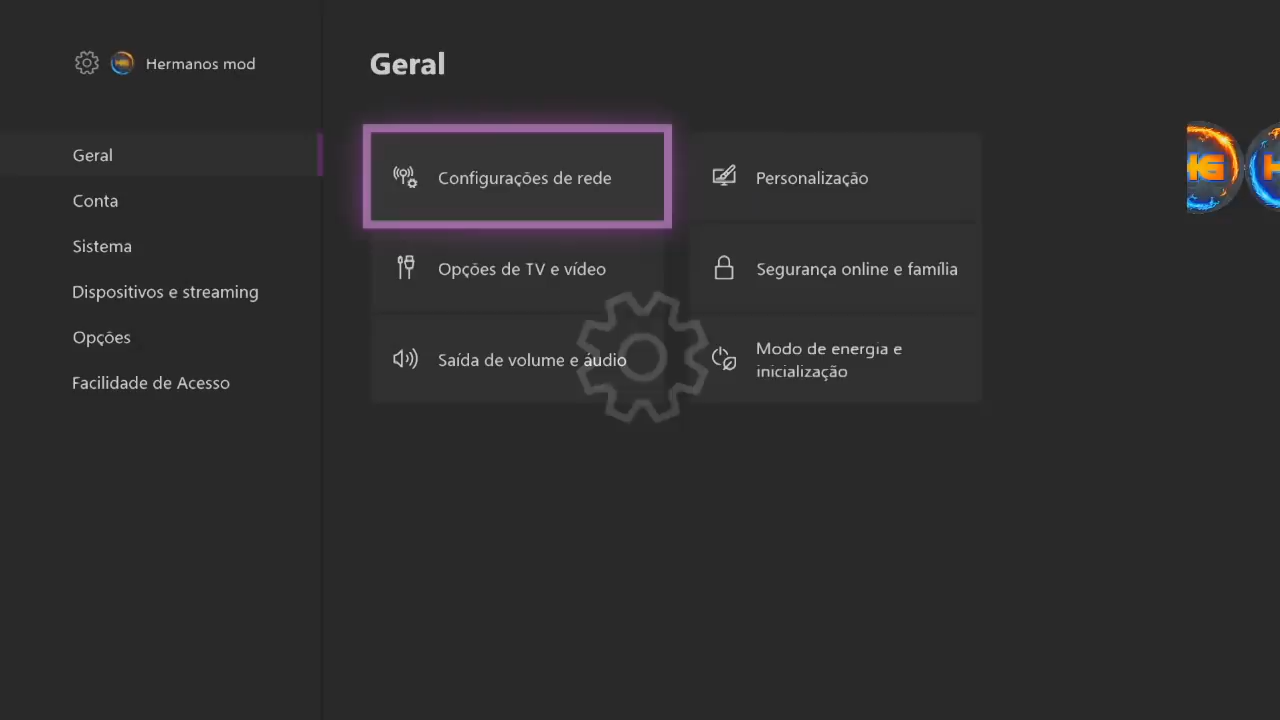 Hermanos mod
Geral
Conta
Sistema
Dispositivos e streaming
Opções
Facilidade de Acesso
Geral
Configurações de rede
Personalização
Opções de TV e vídeo
Segurança online e família
Saída de volume e áudio
Modo de energia e
inicialização
HG
H